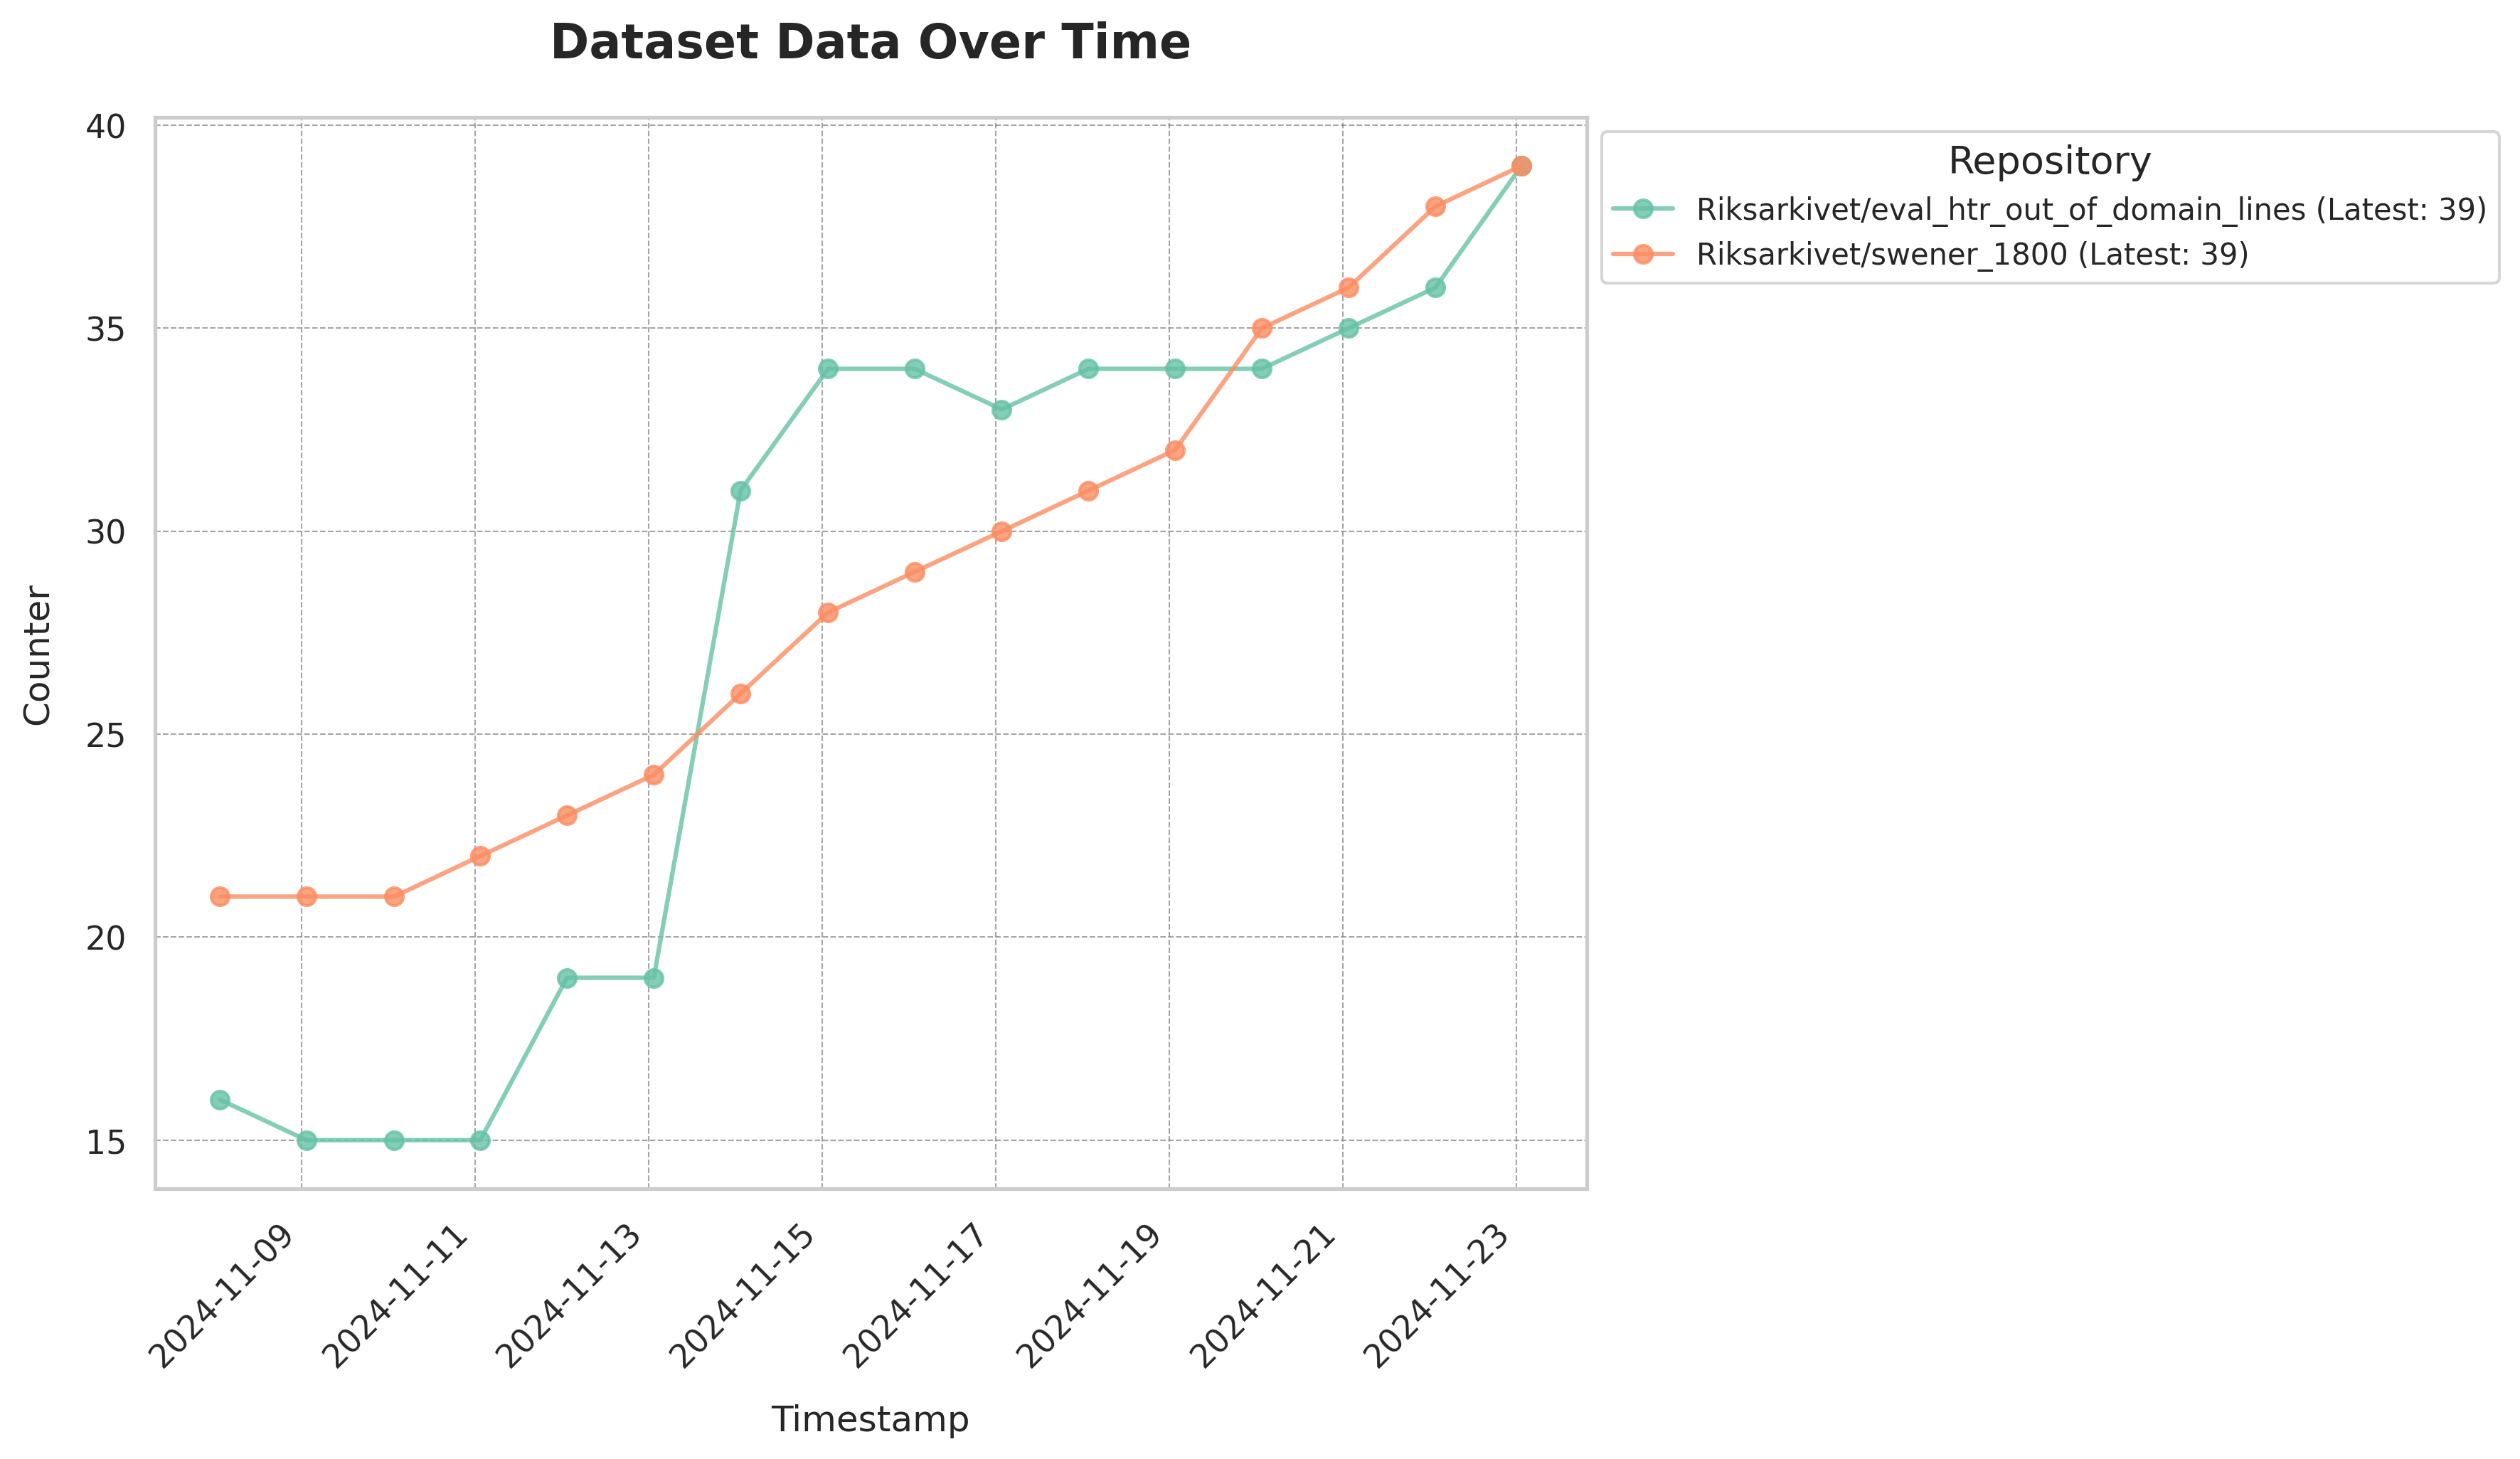 Dataset Data Over Time
40
35
30
25
20
15
Counter
2024-11-09
2024-11-11
2024-11-13
2024-11-15
2024-11-17
2024-11-19
2024-11-21
2024-11-23
Timestamp
Repository
Riksarkivet/eval_htr_out_of_domain_lines (Latest: 39)
Riksarkivet/swener_1800 (Latest: 39)